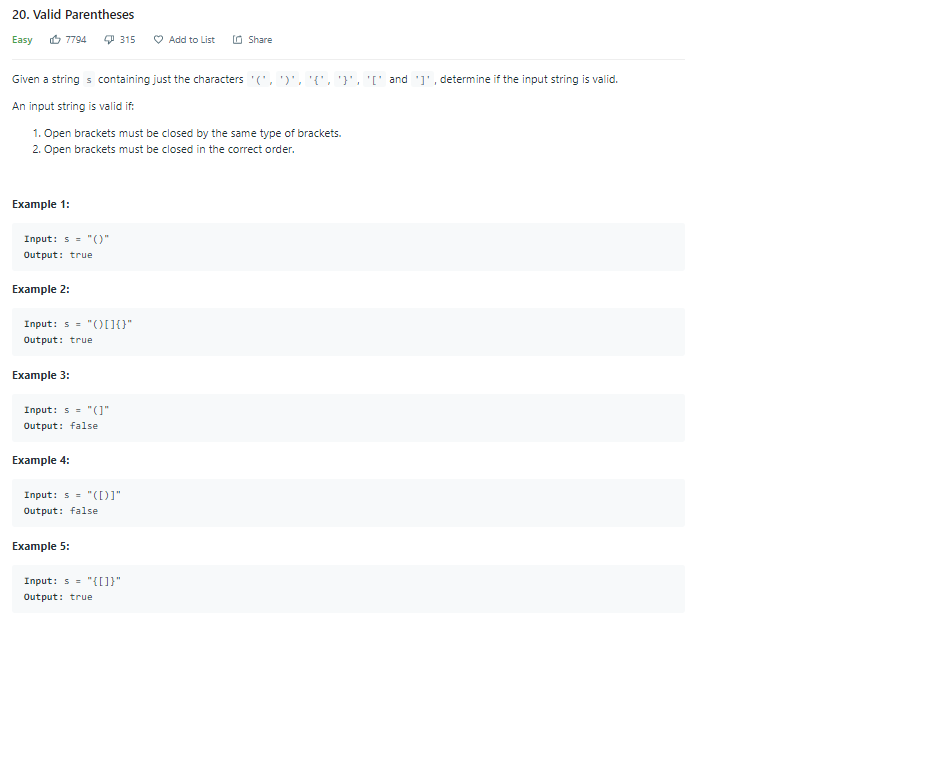 20. Valid Parentheses
Easy 7794 315 Add to List Share
Given a string s containing just the characters '(', ')', '{', '}', '[' and ']', determine if the input string is valid.
An input string is valid if:
1. Open brackets must be closed by the same type of brackets.
2. Open brackets must be closed in the correct order.
Example 1:
Input: s = "()"
Output: true
Example 2:
Input: s = "()[]{}"
Output: true
Example 3:
Input: s = "(]"
Output: false
Example 4:
Input: s = "([)]"
Output: false
Example 5:
Input: s = "{[]}"
Output: true